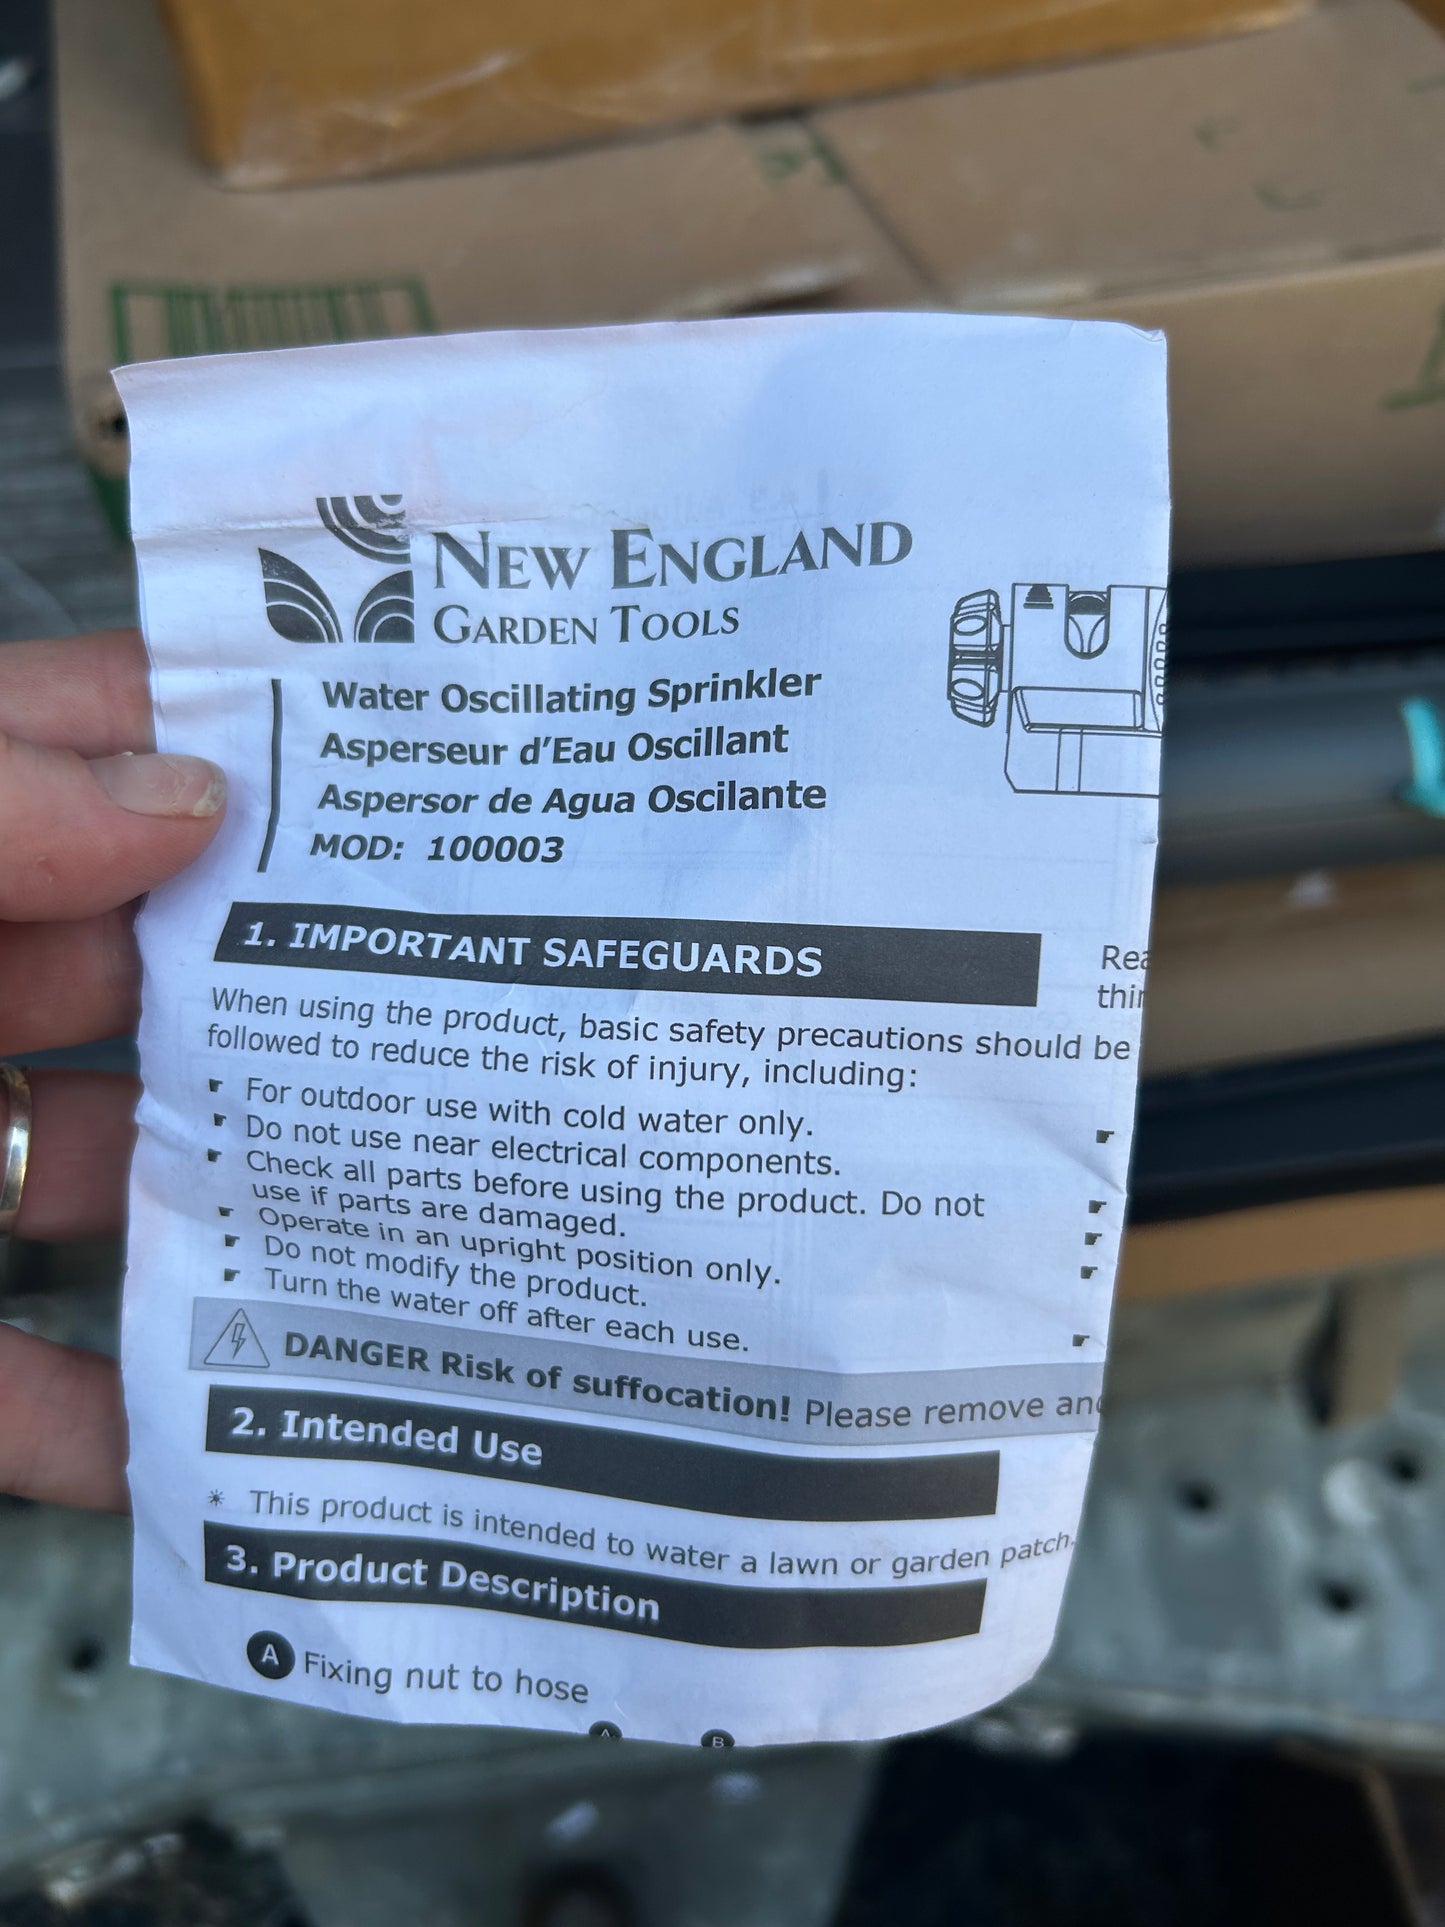 NEW ENGLAND
GARDEN TOOLS
Water Oscillating Sprinkler
Asperseur d'Eau Oscillant
Aspersor de Agua Oscilante
MOD: 100003
1. IMPORTANT SAFEGUARDS
When using the product, basic safety precautions should be
followed to reduce the risk of injury, including:
☛ For outdoor use with cold water only.
☛ Do not use near electrical components.
☛ Check all parts before using the product. Do not
use if parts are damaged.
☛ Operate in an upright position only.
☛ Do not modify the product.
☛ Turn the water off after each use.
DANGER Risk of suffocation! Please remove and
2. Intended Use
✳ This product is intended to water a lawn or garden patch.
3. Product Description
A Fixing nut to hose
A B
Rea
thin